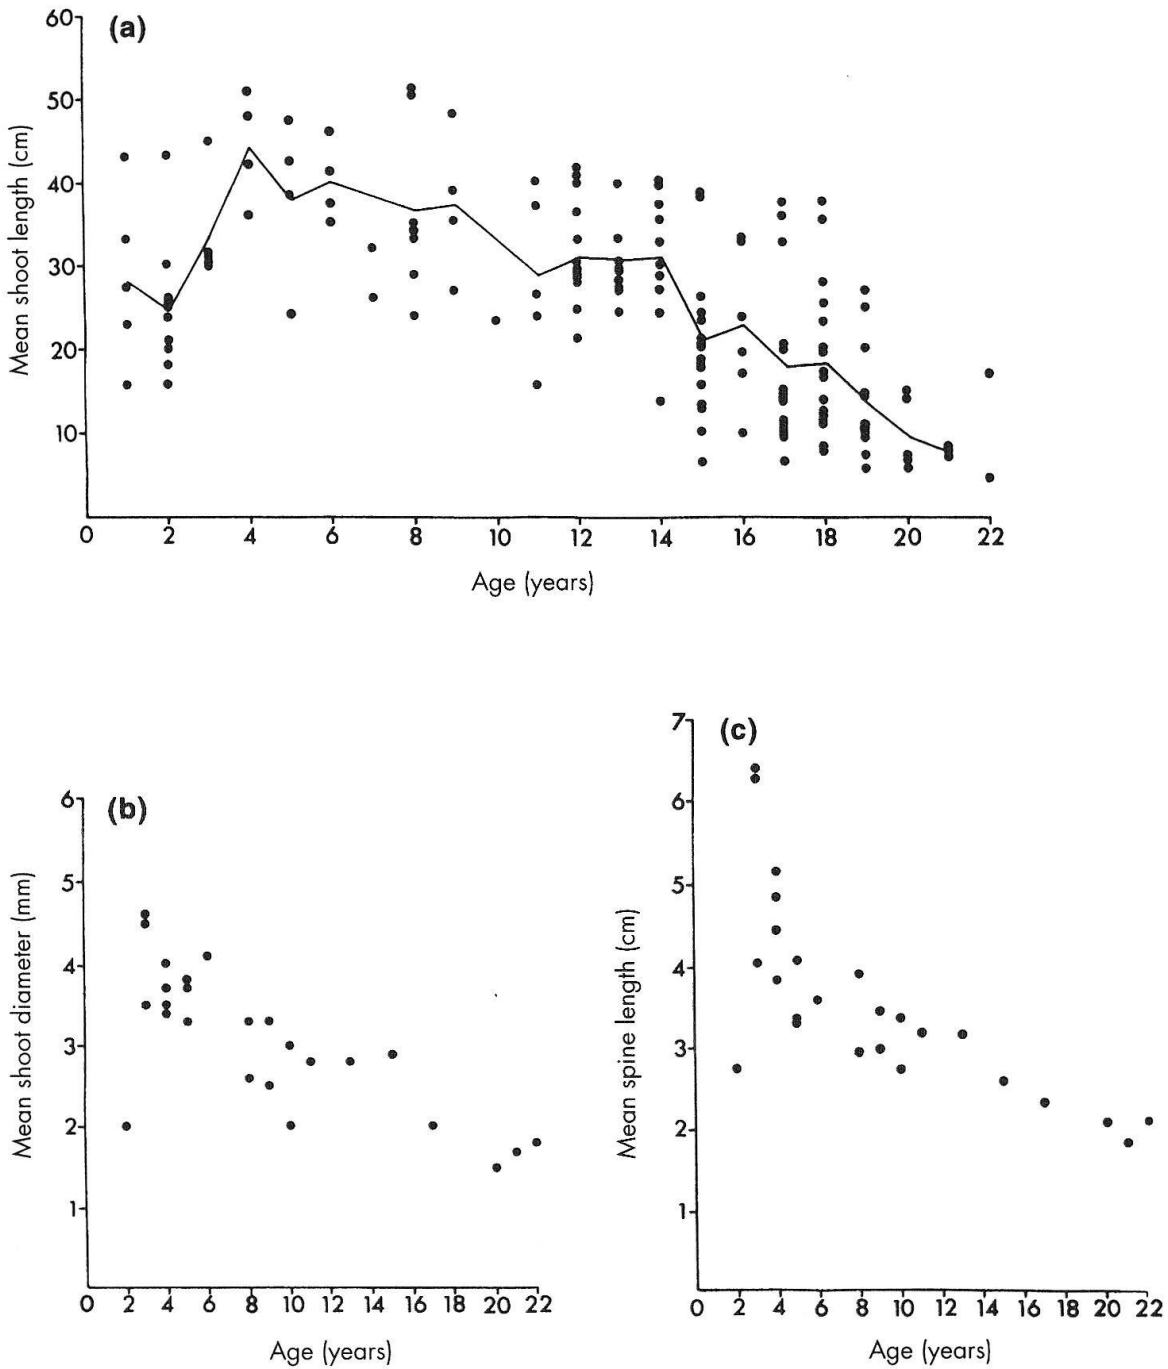 (a)
Mean shoot length (cm)
60
50
40
30
20
10
0 2 4 6 8 10 12 14 16 18 20 22
Age (years)
(b)
Mean shoot diameter (mm)
6
5
4
3
2
1
0 2 4 6 8 10 12 14 16 18 20 22
Age (years)
(c)
Mean spine length (cm)
7
6
5
4
3
2
1
0 2 4 6 8 10 12 14 16 18 20 22
Age (years)